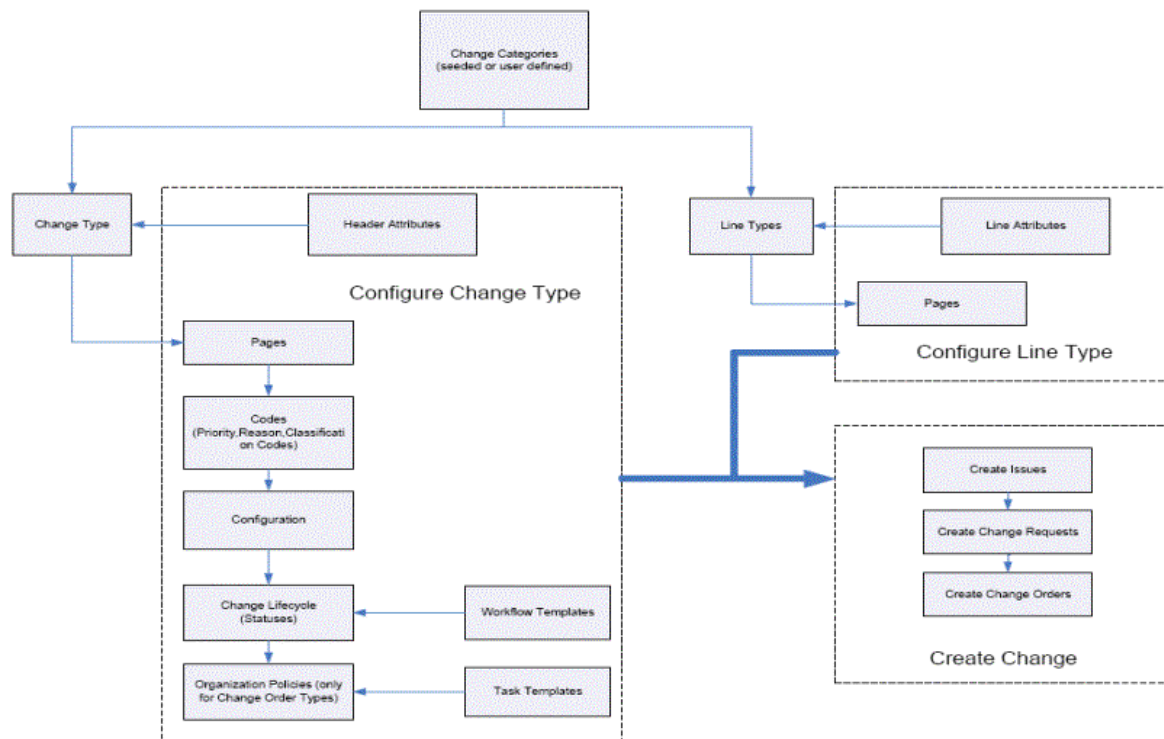 Change Categories
(seeded or user defined)
Change Type
Header Attributes
Line Types
Line Attributes
Configure Change Type
Pages
Pages
Configure Line Type
Codes
(Priority,Reason,Classificati
on Codes)
Configuration
Create Issues
Create Change Requests
Create Change Orders
Change Lifecycle
(Statuses)
Workflow Templates
Create Change
Organization Policies (only
for Change Order Types)
Task Templates